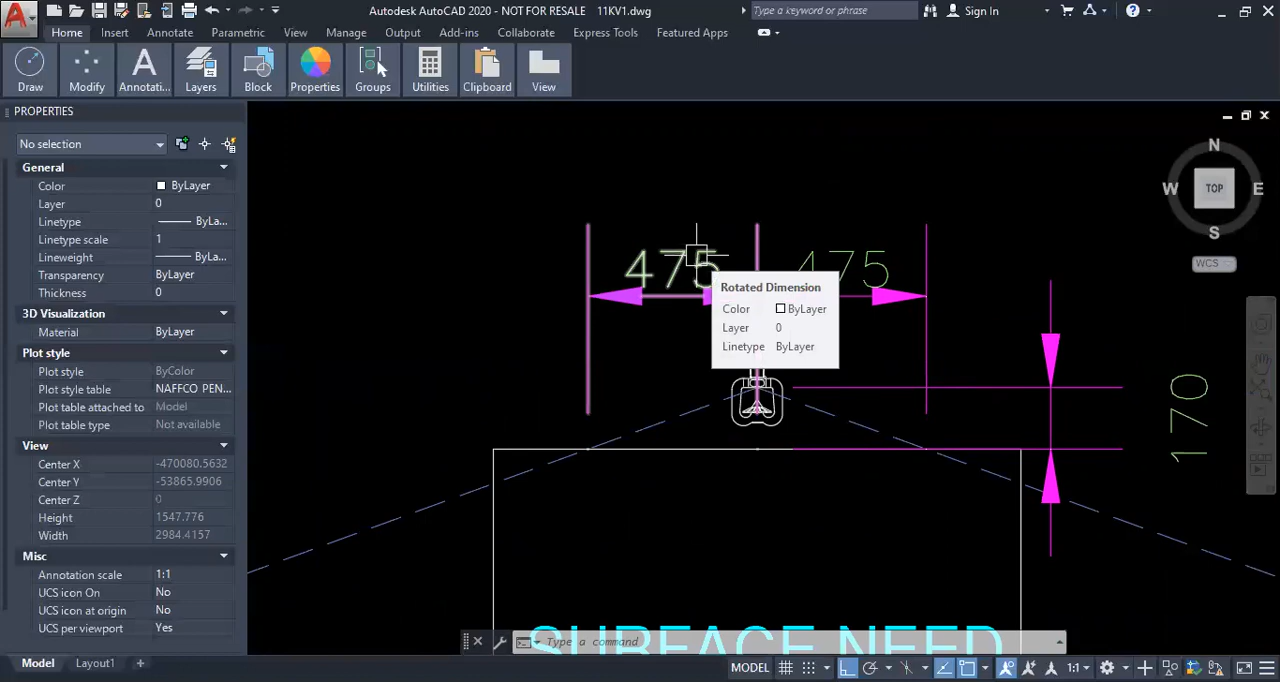 Autodesk AutoCAD 2020 - NOT FOR RESALE 11KV1.dwg
Type a keyword or phrase
Sign In
Home Insert Annotate Parametric View Manage Output Add-ins Collaborate Express Tools Featured Apps
Draw Modify Annotati... Layers Block Properties Groups Utilities Clipboard View
PROPERTIES
No selection
General
Color ByLayer
Layer 0
Linetype ByLa...
Linetype scale 1
Lineweight ByLa...
Transparency ByLayer
Thickness 0
3D Visualization
Material ByLayer
Plot style
Plot style ByColor
Plot style table NAFFCO PEN...
Plot table attached to Model
Plot table type Not available
View
Center X -470080.5632
Center Y -53865.9906
Center Z 0
Height 1547.776
Width 2984.4157
Misc
Annotation scale 1:1
UCS icon On No
UCS icon at origin No
UCS per viewport Yes
475 475
Rotated Dimension
Color ByLayer
Layer 0
Linetype ByLayer
170
N
W TOP E
S
WCS
SURFACE NEED
Type a command
Model Layout1 +
MODEL 1:1